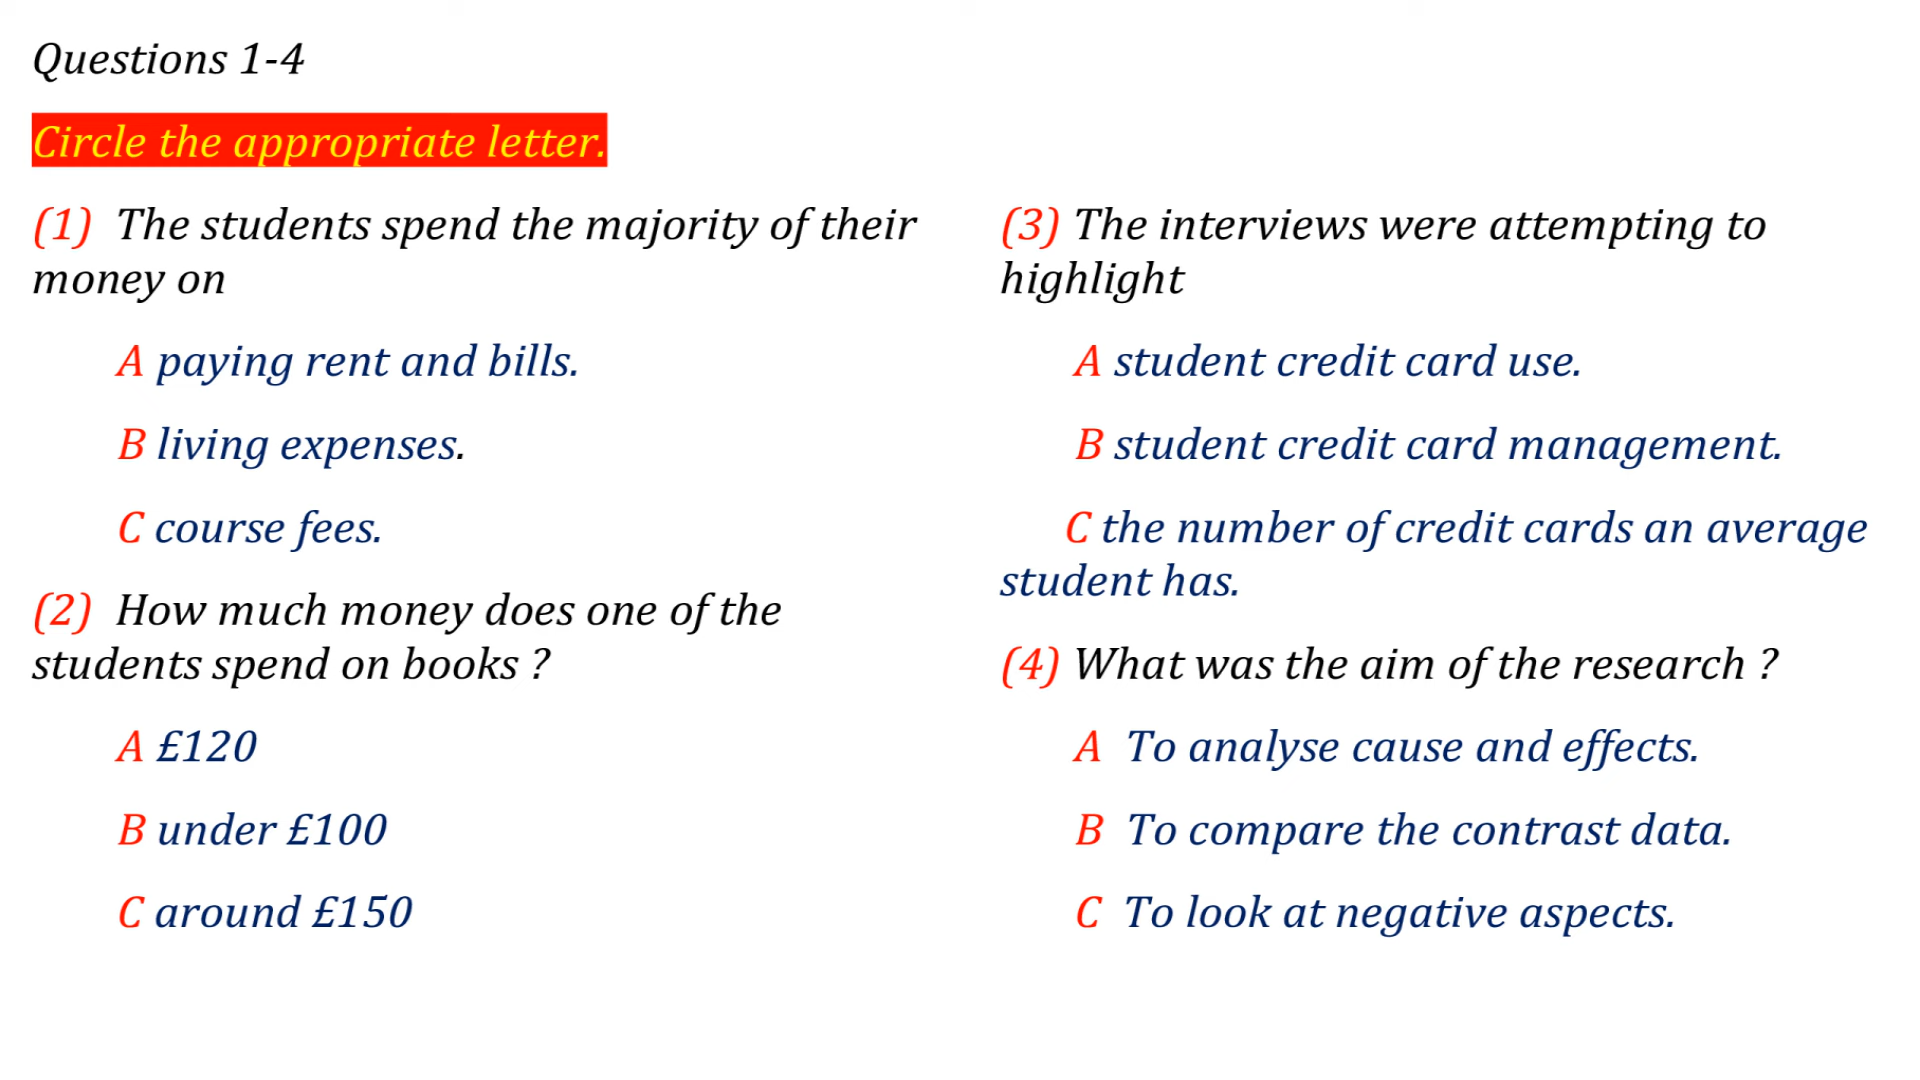 Questions 1-4
Circle the appropriate letter.
(1) The students spend the majority of their
money on
A paying rent and bills.
B living expenses.
C course fees.
(2) How much money does one of the
students spend on books ?
A £120
B under £100
C around £150
(3) The interviews were attempting to
highlight
A student credit card use.
B student credit card management.
C the number of credit cards an average
student has.
(4) What was the aim of the research ?
A To analyse cause and effects.
B To compare the contrast data.
C To look at negative aspects.